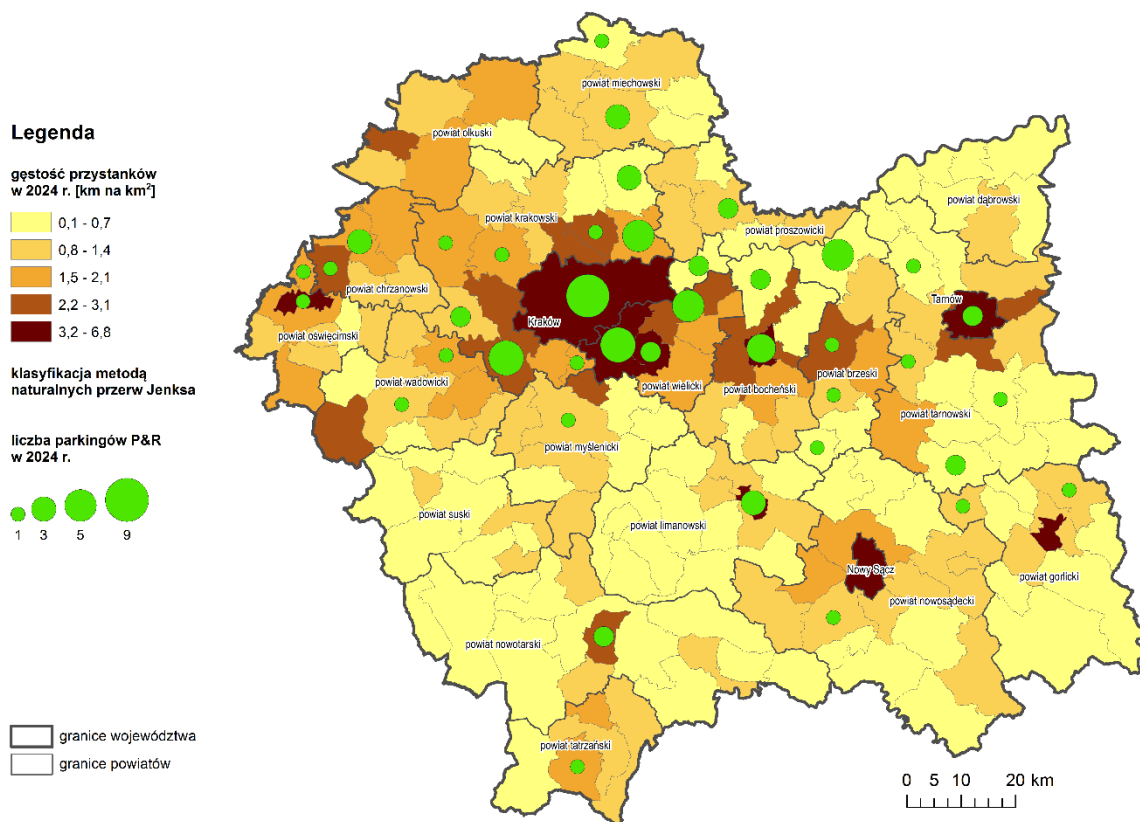 Legenda
gęstość przystanków
w 2024 r. [km na km²]
0,1 - 0,7
0,8 - 1,4
1,5 - 2,1
2,2 - 3,1
3,2 - 6,8
klasyfikacja metodą
naturalnych przerw Jenksa
liczba parkingów P&R
w 2024 r.
1 3 5 9
granice województwa
granice powiatów
powiat miechowski
powiat olkuski
powiat dąbrowski
powiat krakowski
powiat proszowicki
powiat chrzanowski
Tarnów
Kraków
powiat oświęcimski
powiat wielicki
powiat bocheński
powiat brzeski
powiat wadowicki
powiat tarnowski
powiat myślenicki
powiat suski
powiat limanowski
Nowy Sącz
powiat gorlicki
powiat nowosądecki
powiat nowotarski
powiat tatrzański
0 5 10 20 km